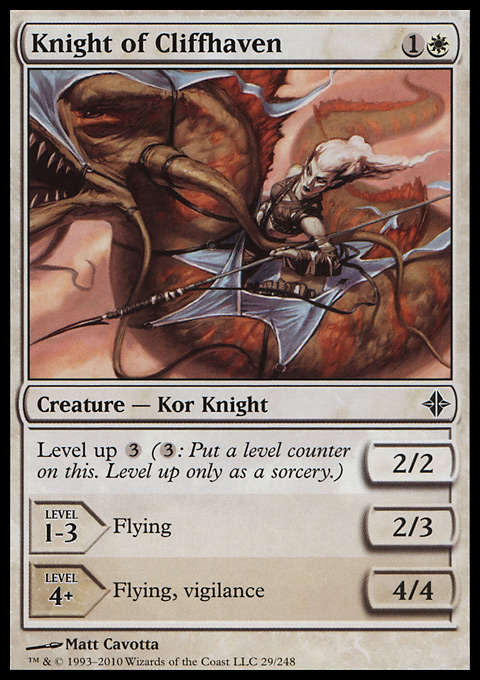 Knight of Cliffhaven 1
Creature — Kor Knight
Level up 3 (3: Put a level counter
on this. Level up only as a sorcery.)
2/2
LEVEL
1-3
Flying
2/3
LEVEL
4+
Flying, vigilance
4/4
Matt Cavotta
™ & © 1993–2010 Wizards of the Coast LLC 29/248